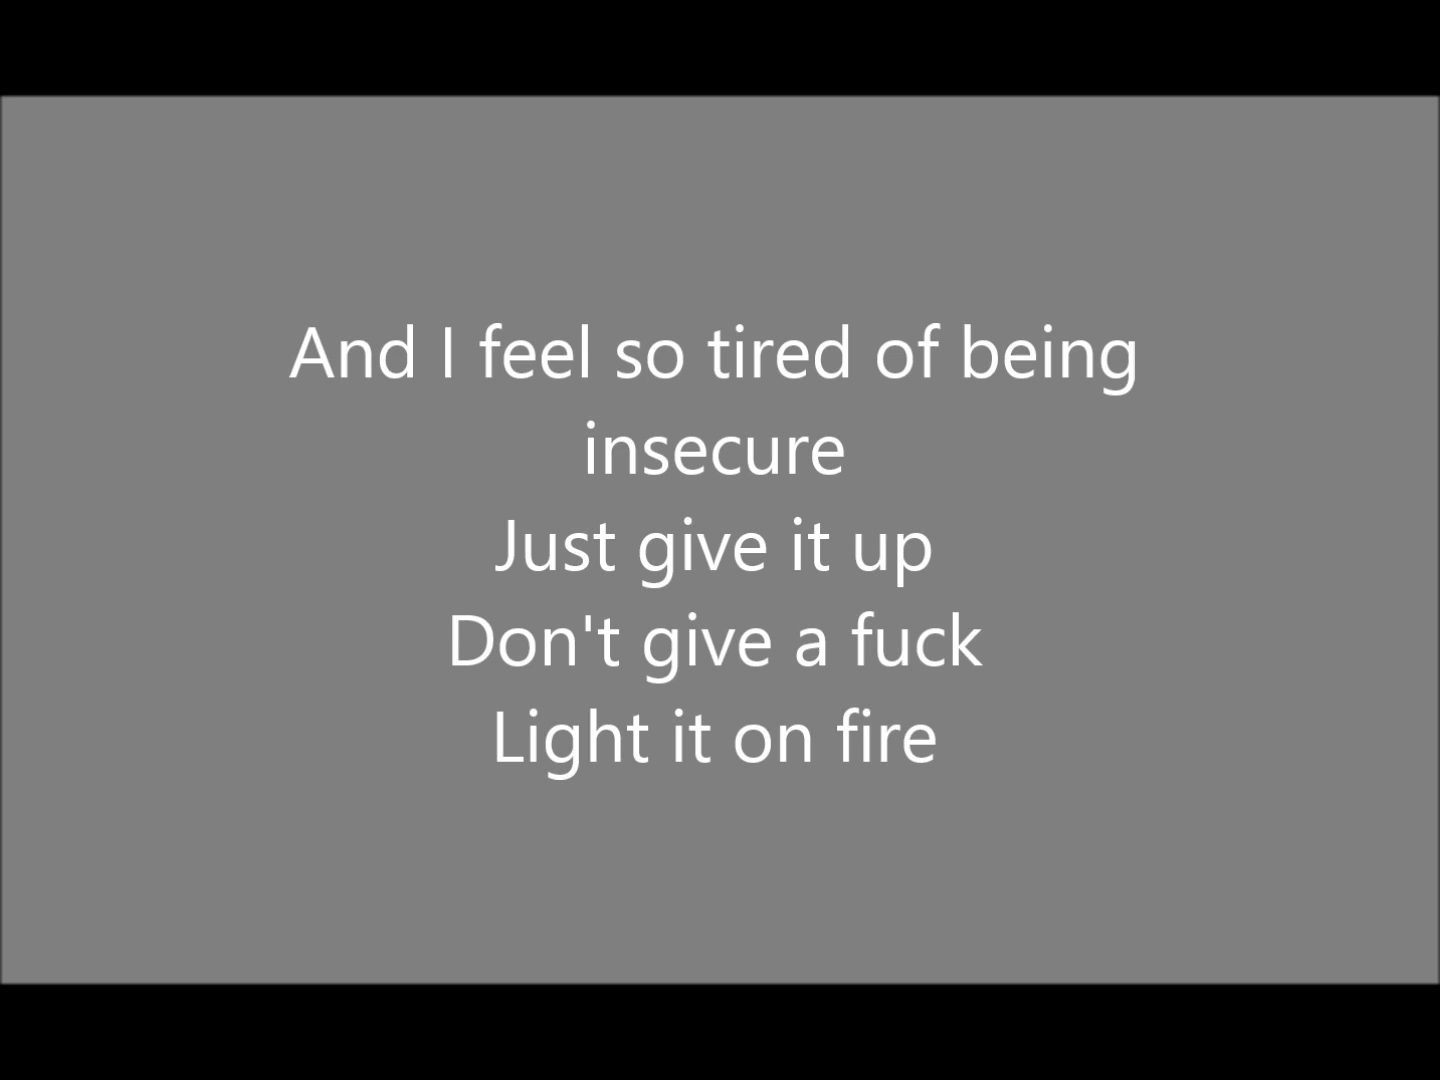 And I feel so tired of being
insecure
Just give it up
Don't give a fuck
Light it on fire